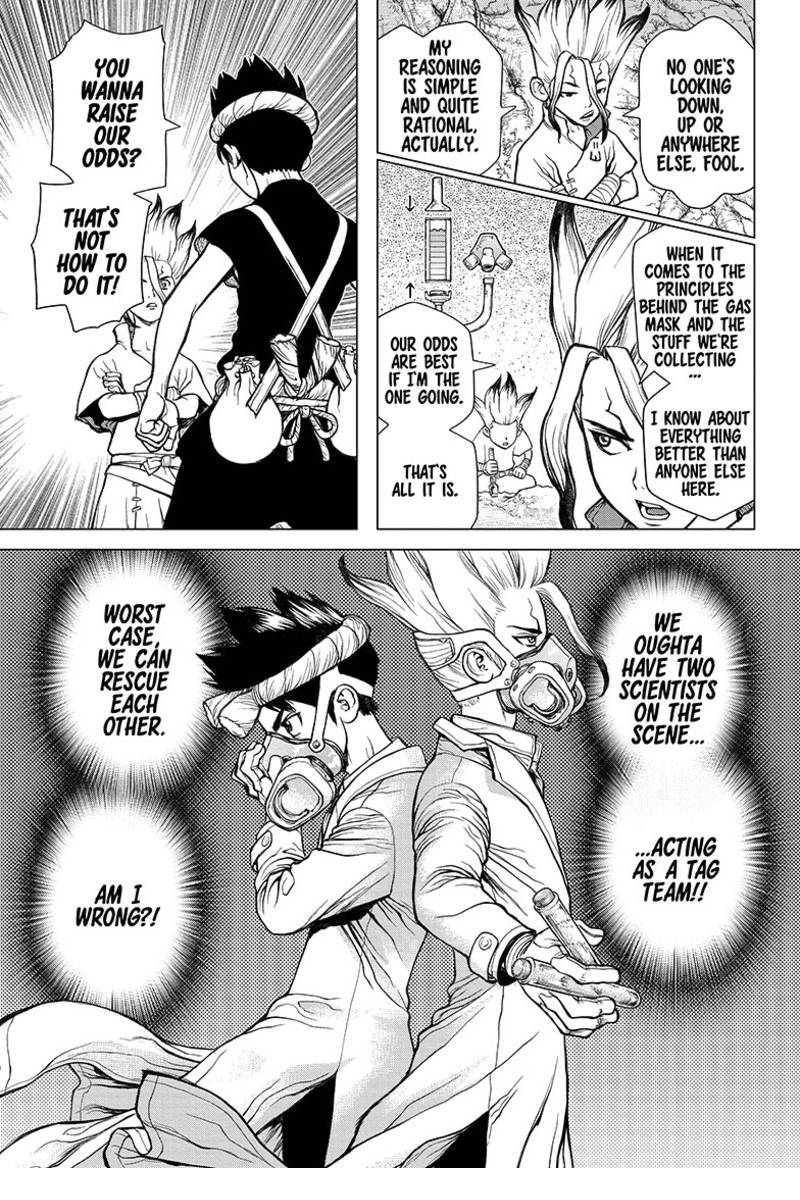 NO ONE'S
LOOKING
DOWN,
UP OR
ANYWHERE
ELSE, FOOL.
MY
REASONING
IS SIMPLE
AND QUITE
RATIONAL,
ACTUALLY.
WHEN IT
COMES TO THE
PRINCIPLES
BEHIND THE GAS
MASK AND THE
STUFF WE'RE
COLLECTING
...
I KNOW ABOUT
EVERYTHING
BETTER THAN
ANYONE ELSE
HERE.
OUR ODDS
ARE BEST
IF I'M THE
ONE GOING.
THAT'S
ALL IT IS.
YOU
WANNA
RAISE
OUR
ODDS?
THAT'S
NOT
HOW TO
DO IT!
WE
OUGHTA
HAVE TWO
SCIENTISTS
ON THE
SCENE...
...ACTING
AS A TAG
TEAM!!
WORST
CASE,
WE CAN
RESCUE
EACH
OTHER.
AM I
WRONG?!